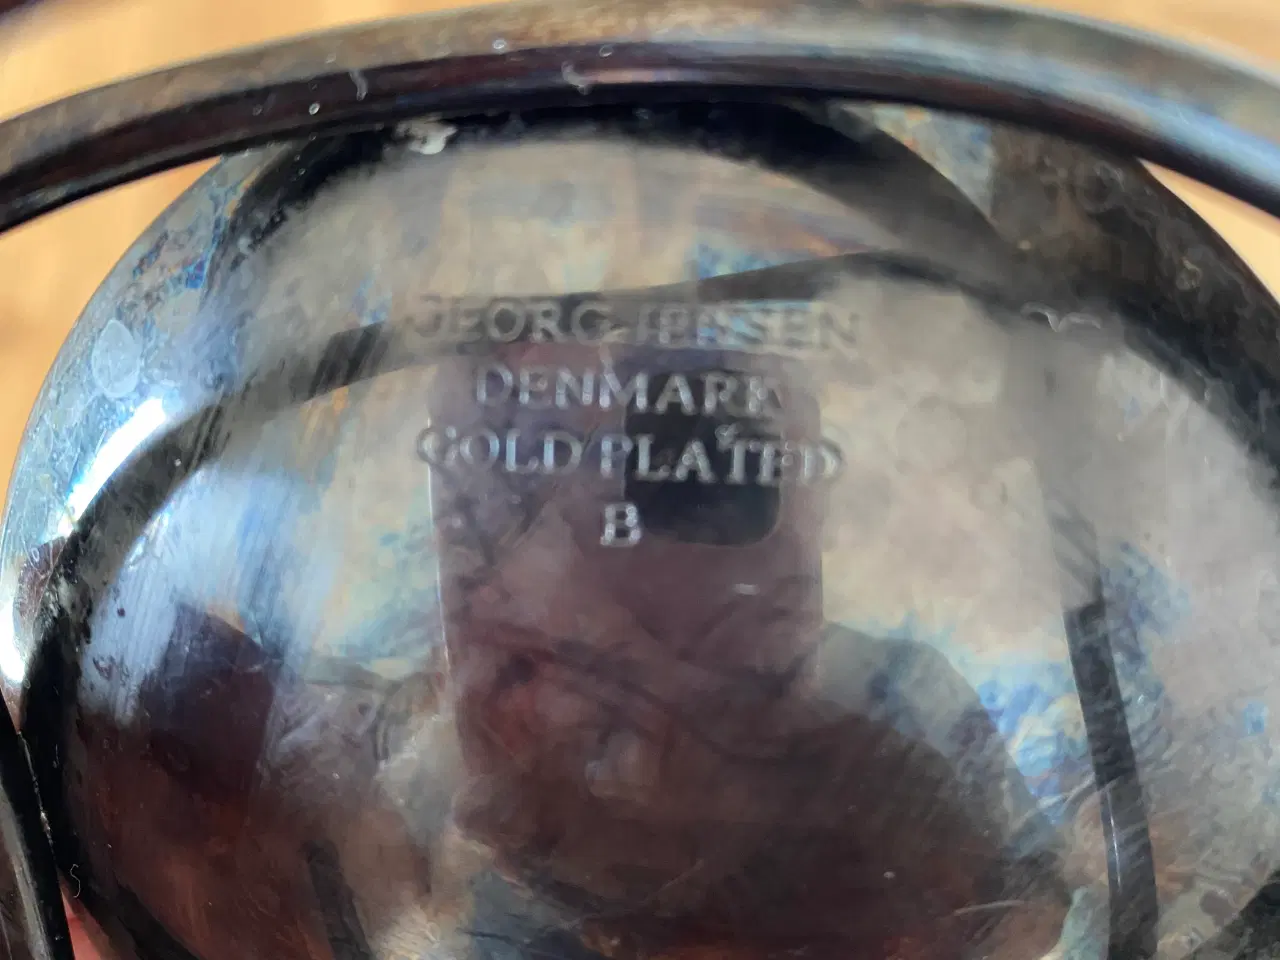 GEORG JENSEN
DENMARK
GOLD PLATED
B